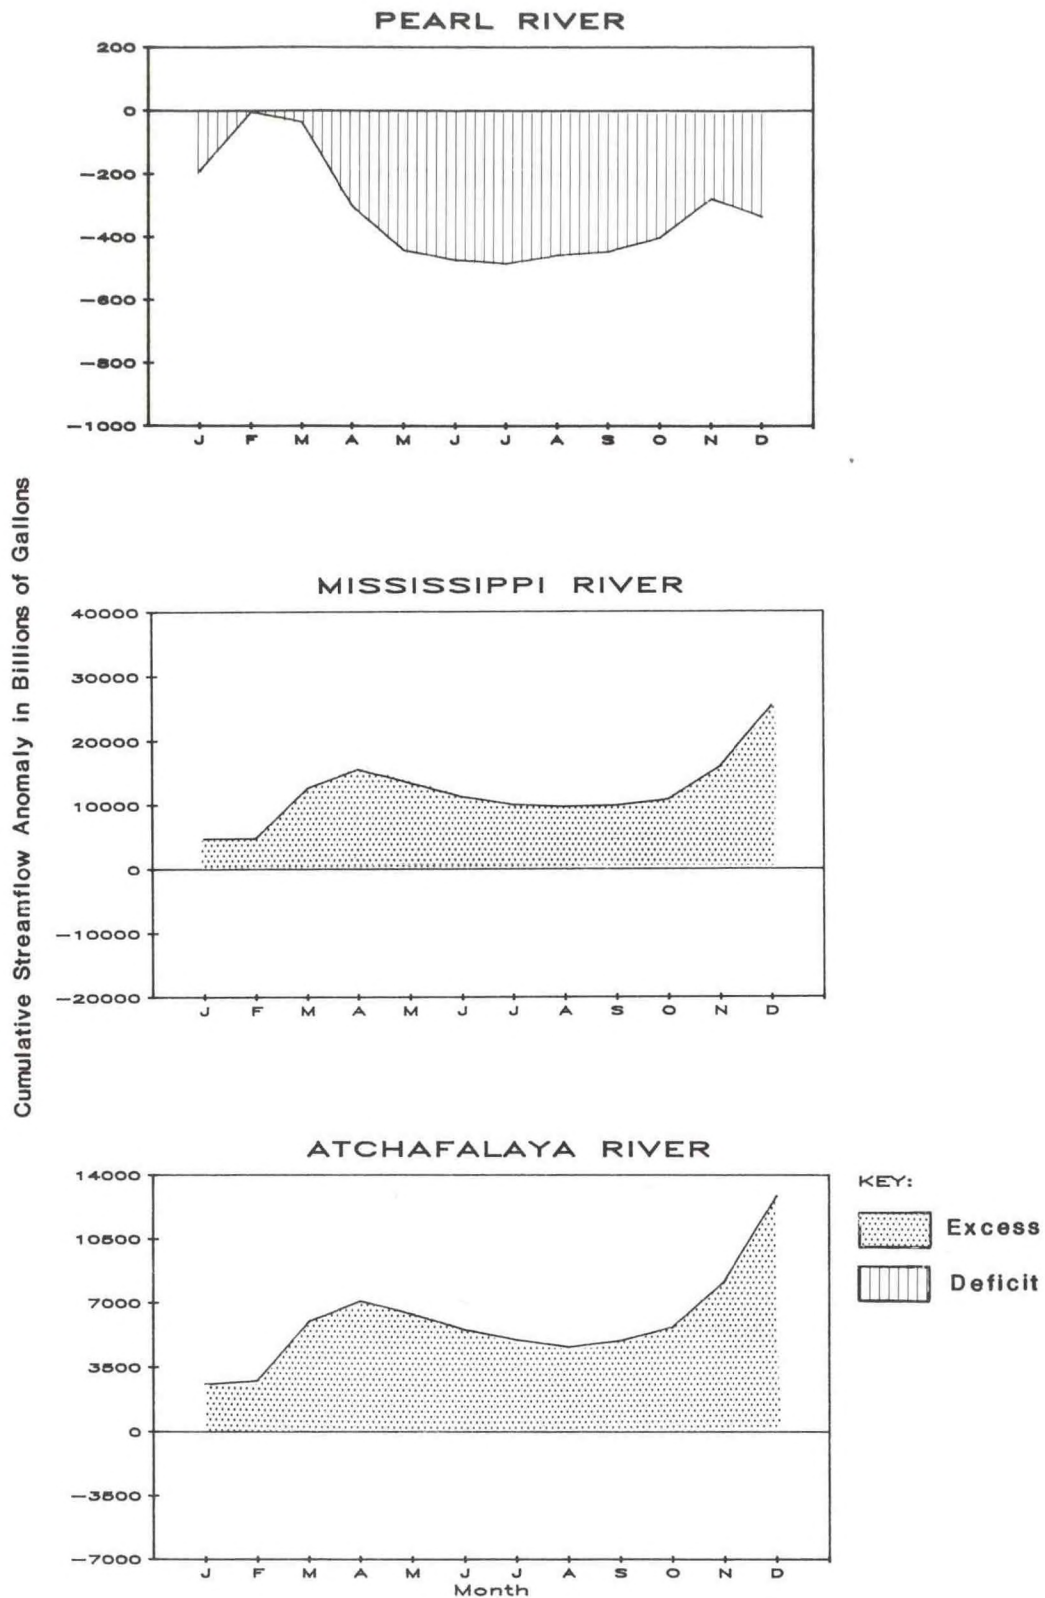 PEARL RIVER
200
0
-200
-400
-600
-800
-1000
J F M A M J J A S O N D
Cumulative Streamflow Anomaly in Billions of Gallons
MISSISSIPPI RIVER
40000
30000
20000
10000
0
-10000
-20000
J F M A M J J A S O N D
ATCHAFALAYA RIVER
14000
10500
7000
3500
0
-3500
-7000
J F M A M J J A S O N D
Month
KEY:
Excess
Deficit